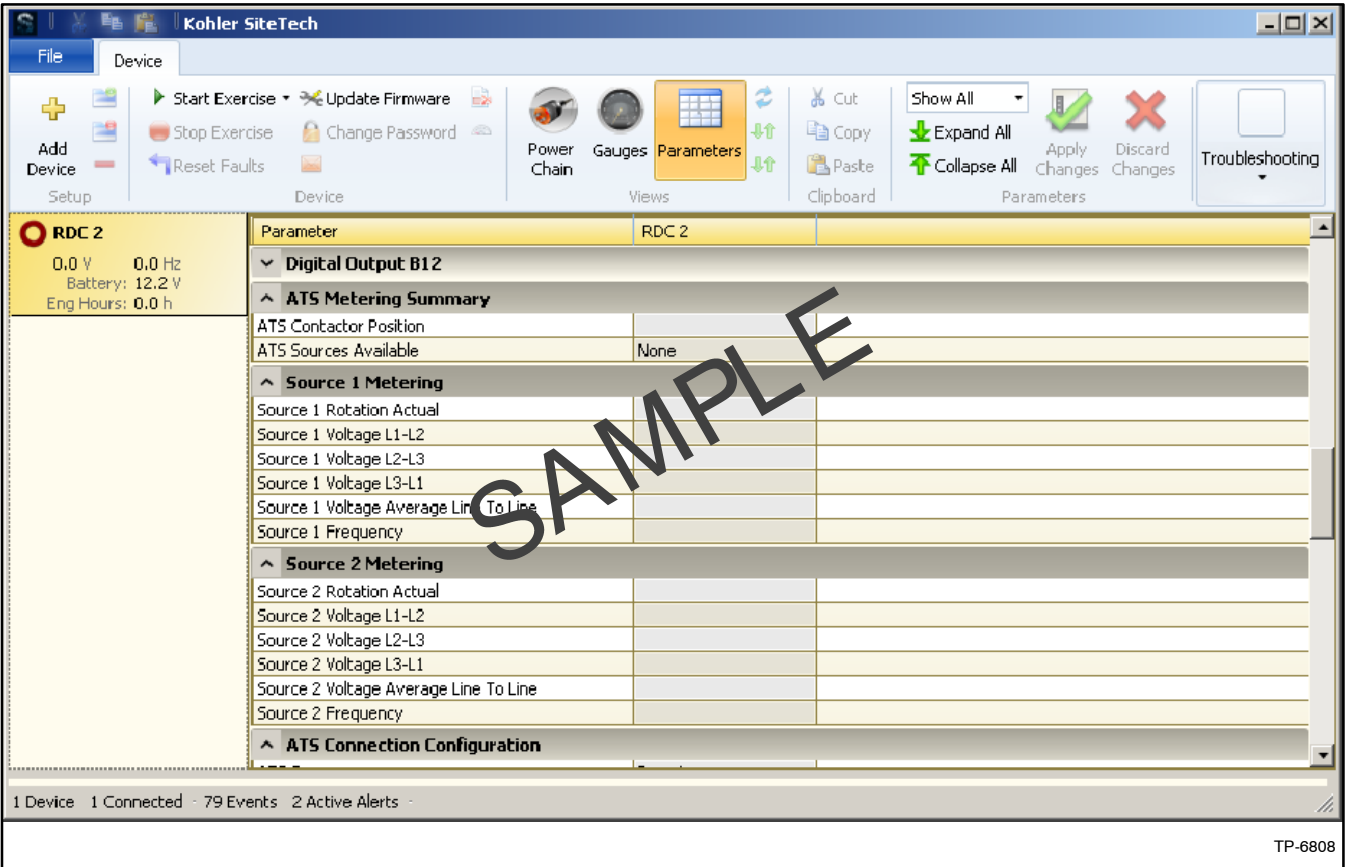 Kohler SiteTech
File Device
Add Device
Setup
Start Exercise Update Firmware
Stop Exercise Change Password
Reset Faults
Device
Power Chain Gauges Parameters
Views
Cut
Copy
Paste
Clipboard
Show All
Expand All
Collapse All
Apply Changes Discard Changes
Parameters
Troubleshooting
RDC 2
0.0 V 0.0 Hz
Battery: 12.2 V
Eng Hours: 0.0 h
Parameter RDC 2
Digital Output B12
ATS Metering Summary
ATS Contactor Position
ATS Sources Available None
Source 1 Metering
Source 1 Rotation Actual
Source 1 Voltage L1-L2
Source 1 Voltage L2-L3
Source 1 Voltage L3-L1
Source 1 Voltage Average Line To Line
Source 1 Frequency
Source 2 Metering
Source 2 Rotation Actual
Source 2 Voltage L1-L2
Source 2 Voltage L2-L3
Source 2 Voltage L3-L1
Source 2 Voltage Average Line To Line
Source 2 Frequency
ATS Connection Configuration
SAMPLE
1 Device 1 Connected - 79 Events 2 Active Alerts -
TP-6808